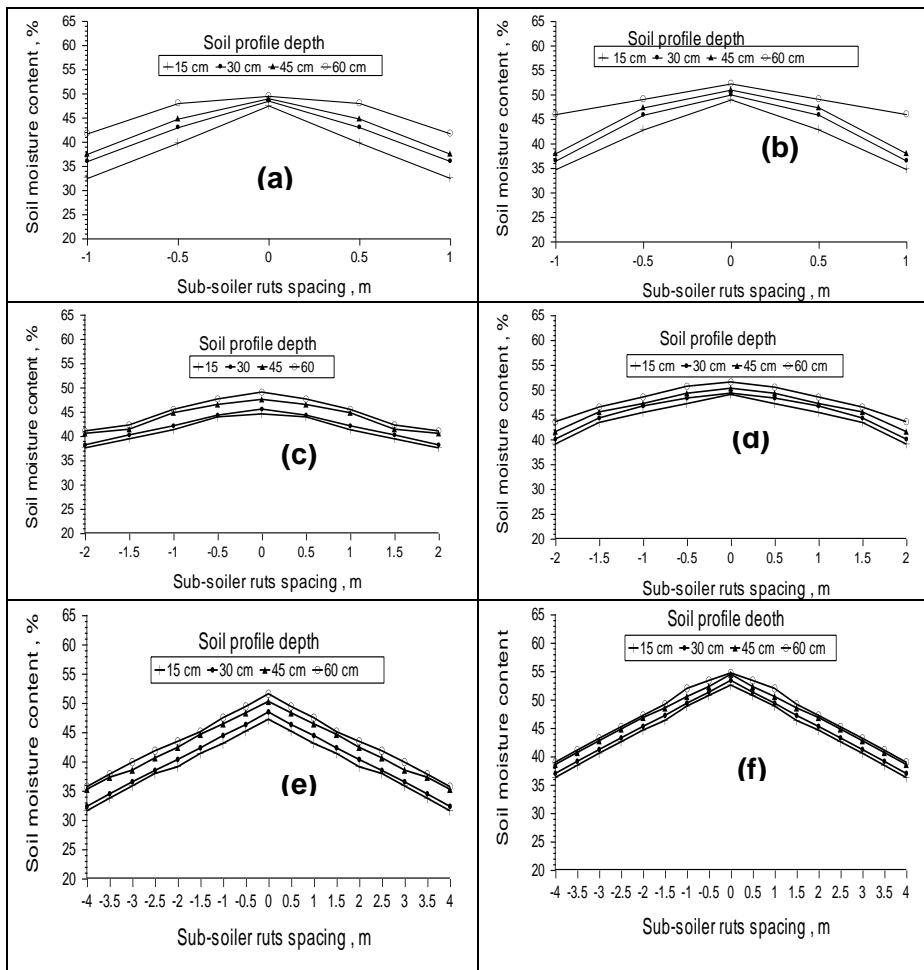 Soil moisture content , %
65
60
55
50
45
40
35
30
25
20
Soil profile depth
15 cm 30 cm 45 cm 60 cm
(a)
-1 -0.5 0 0.5 1
Sub-soiler ruts spacing , m
Soil moisture content , %
65
60
55
50
45
40
35
30
25
20
Soil profile depth
15 cm 30 cm 45 cm 60 cm
(b)
-1 -0.5 0 0.5 1
Sub-soiler ruts spacing , m
Soil moisture content , %
65
60
55
50
45
40
35
30
25
20
Soil profile depth
15 30 45 60
(c)
-2 -1.5 -1 -0.5 0 0.5 1 1.5 2
Sub-soiler ruts spacing , m
Soil moisture content , %
65
60
55
50
45
40
35
30
25
20
Soil profile depth
15 cm 30 cm 45 cm 60 cm
(d)
-2 -1.5 -1 -0.5 0 0.5 1 1.5 2
Sub-soiler ruts spacing , m
Soil moisture content , %
65
60
55
50
45
40
35
30
25
20
Soil profile depth
15 cm 30 cm 45 cm 60 cm
(e)
-4 -3.5 -3 -2.5 -2 -1.5 -1 -0.5 0 0.5 1 1.5 2 2.5 3 3.5 4
Sub-soiler ruts spacing , m
Soil moisture content
65
60
55
50
45
40
35
30
25
20
Soil profile deoth
15 cm 30 cm 45 cm 60 cm
(f)
-4 -3.5 -3 -2.5 -2 -1.5 -1 -0.5 0 0.5 1 1.5 2 2.5 3 3.5 4
Sub-soiler ruts spacing , m